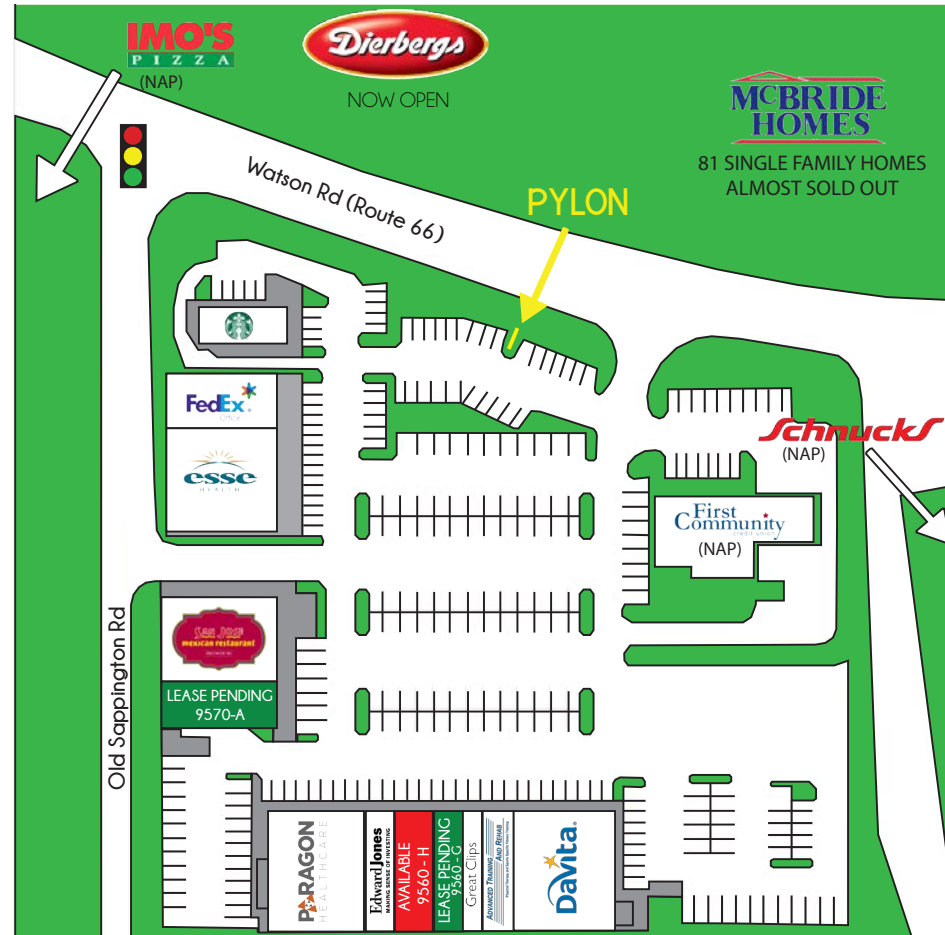 IMO'S
PIZZA
(NAP)
Dierbergs
NOW OPEN
McBRIDE
HOMES
81 SINGLE FAMILY HOMES
ALMOST SOLD OUT
Watson Rd (Route 66)
PYLON
FedEx
Office
esse
HEALTH
Schnucks
(NAP)
First
Community
credit union
(NAP)
Old Sappington Rd
San José
mexican restaurant
LEASE PENDING
9570-A
PARAGON
HEALTHCARE
Edward Jones
MAKING SENSE OF INVESTING
AVAILABLE
9560 - H
LEASE PENDING
9560 - G
Great Clips
ADVANCED TRAINING
AND REHAB
DaVita